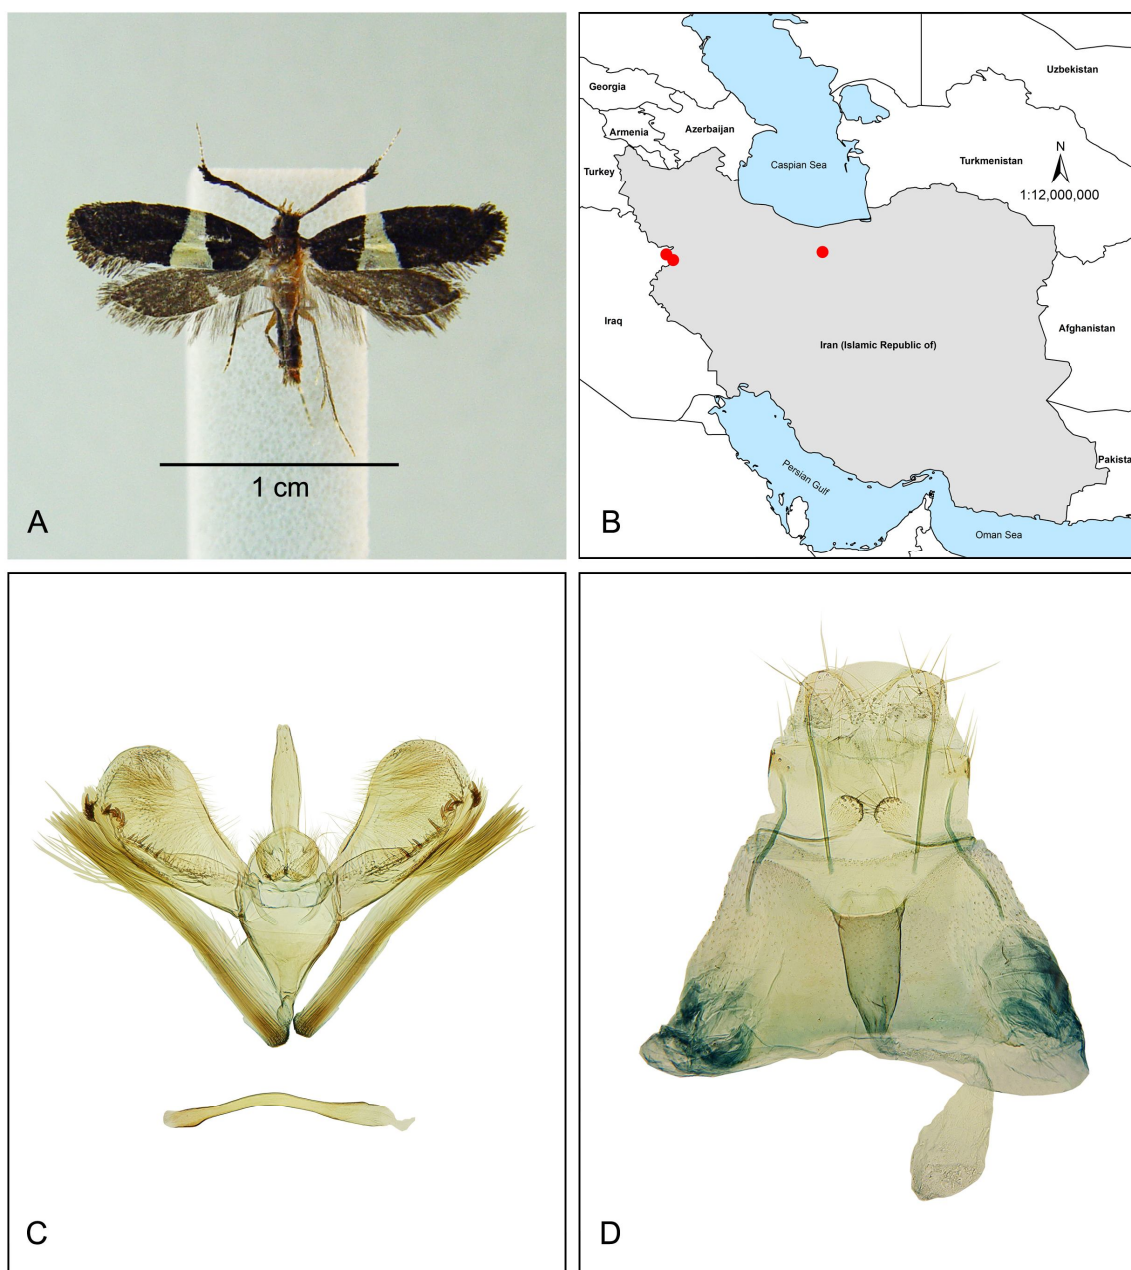 1 cm
A
Uzbekistan
Georgia
Armenia
Azerbaijan
Caspian Sea
Turkmenistan
Turkey
N
1:12,000,000
Iraq
Afghanistan
Iran (Islamic Republic of)
Pakista
Persian Gulf
Oman Sea
B
C
D